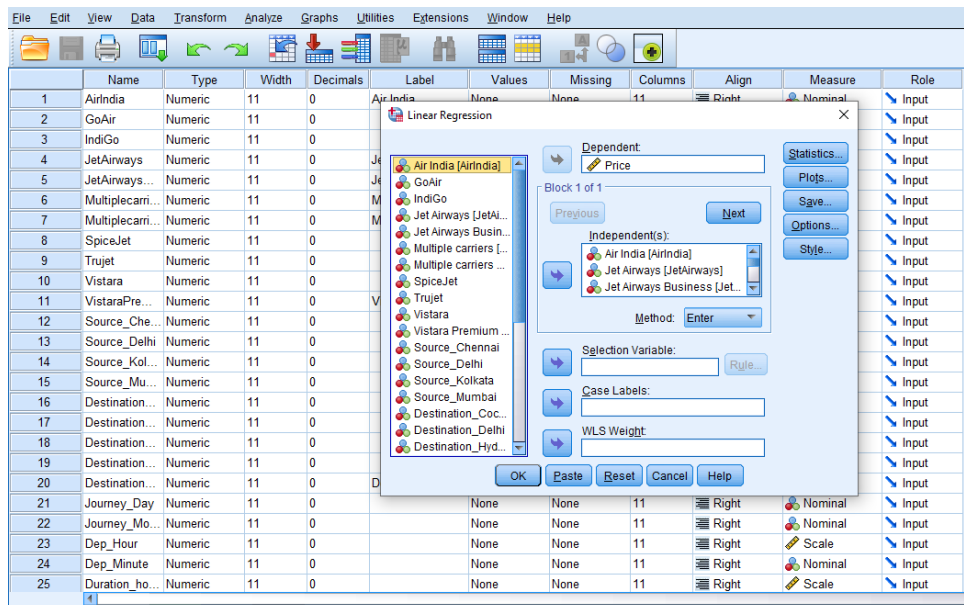 File Edit View Data Transform Analyze Graphs Utilities Extensions Window Help
Name Type Width Decimals Label Values Missing Columns Align Measure Role
1 AirIndia Numeric 11 0 Air India None None 11 Right Nominal Input
2 GoAir Numeric 11 0 Input
3 IndiGo Numeric 11 0 Input
4 JetAirways Numeric 11 0 Je Input
5 JetAirways... Numeric 11 0 Je Input
6 Multiplecarri... Numeric 11 0 M Input
7 Multiplecarri... Numeric 11 0 M Input
8 SpiceJet Numeric 11 0 Input
9 Trujet Numeric 11 0 Input
10 Vistara Numeric 11 0 Input
11 VistaraPre... Numeric 11 0 V Input
12 Source_Che... Numeric 11 0 Input
13 Source_Delhi Numeric 11 0 Input
14 Source_Kol... Numeric 11 0 Input
15 Source_Mu... Numeric 11 0 Input
16 Destination... Numeric 11 0 Input
17 Destination... Numeric 11 0 Input
18 Destination... Numeric 11 0 Input
19 Destination... Numeric 11 0 Input
20 Destination... Numeric 11 0 D Input
21 Journey_Day Numeric 11 0 None None 11 Right Nominal Input
22 Journey_Mo... Numeric 11 0 None None 11 Right Nominal Input
23 Dep_Hour Numeric 11 0 None None 11 Right Scale Input
24 Dep_Minute Numeric 11 0 None None 11 Right Nominal Input
25 Duration_ho... Numeric 11 0 None None 11 Right Scale Input
Linear Regression
Air India [AirIndia]
GoAir
IndiGo
Jet Airways [JetAi...
Jet Airways Busin...
Multiple carriers [...
Multiple carriers ...
SpiceJet
Trujet
Vistara
Vistara Premium ...
Source_Chennai
Source_Delhi
Source_Kolkata
Source_Mumbai
Destination_Coc...
Destination_Delhi
Destination_Hyd...
Dependent:
Price
Block 1 of 1
Previous Next
Independent(s):
Air India [AirIndia]
Jet Airways [JetAirways]
Jet Airways Business [Jet...
Method: Enter
Selection Variable:
Rule...
Case Labels:
WLS Weight:
Statistics...
Plots...
Save...
Options...
Style...
OK Paste Reset Cancel Help